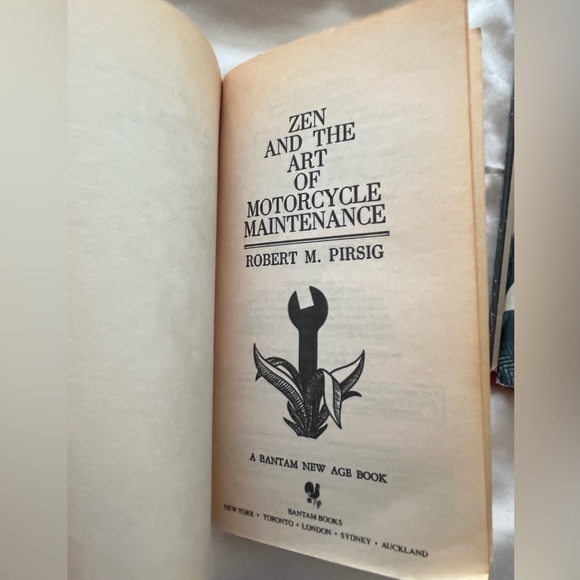 ZEN
AND THE
ART
OF
MOTORCYCLE
MAINTENANCE
ROBERT M. PIRSIG
A BANTAM NEW AGE BOOK
BANTAM BOOKS
NEW YORK • TORONTO • LONDON • SYDNEY • AUCKLAND